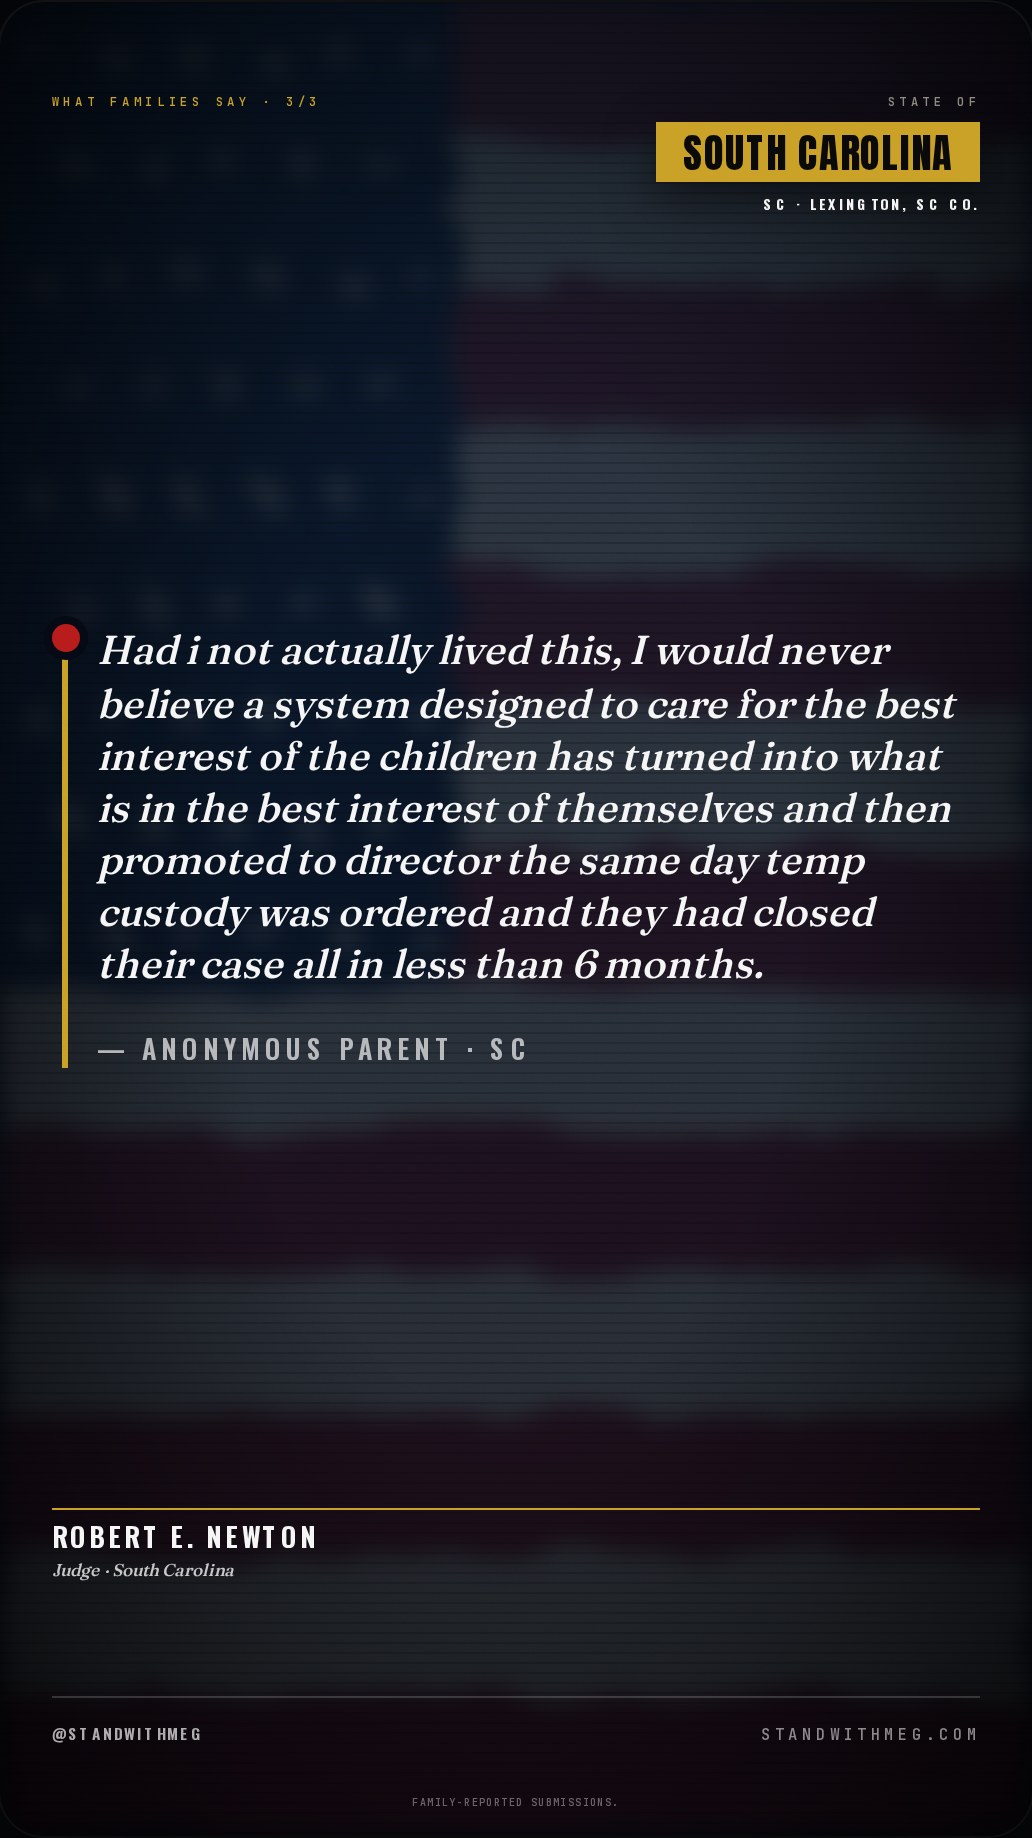 WHAT FAMILIES SAY · 3/3
STATE OF
SOUTH CAROLINA
SC · LEXINGTON, SC CO.
Had i not actually lived this, I would never
believe a system designed to care for the best
interest of the children has turned into what
is in the best interest of themselves and then
promoted to director the same day temp
custody was ordered and they had closed
their case all in less than 6 months.
— ANONYMOUS PARENT · SC
ROBERT E. NEWTON
Judge · South Carolina
@STANDWITHMEG
STANDWITHMEG.COM
FAMILY-REPORTED SUBMISSIONS.